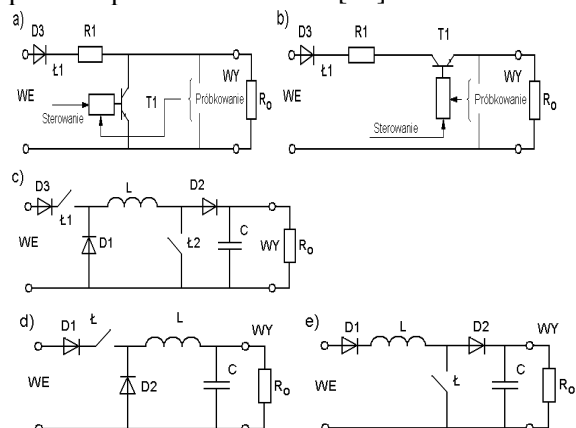 a)
D3
R1
Ł1
WE
T1
Sterowanie
Próbkowanie
WY
Ro
b)
D3
R1
T1
Ł1
WE
Sterowanie
Próbkowanie
WY
Ro
c)
D3
Ł1
L
D2
WE
D1
Ł2
C
WY
Ro
d)
D1
Ł
L
WY
WE
D2
C
Ro
e)
D1
L
D2
WY
WE
Ł
C
Ro